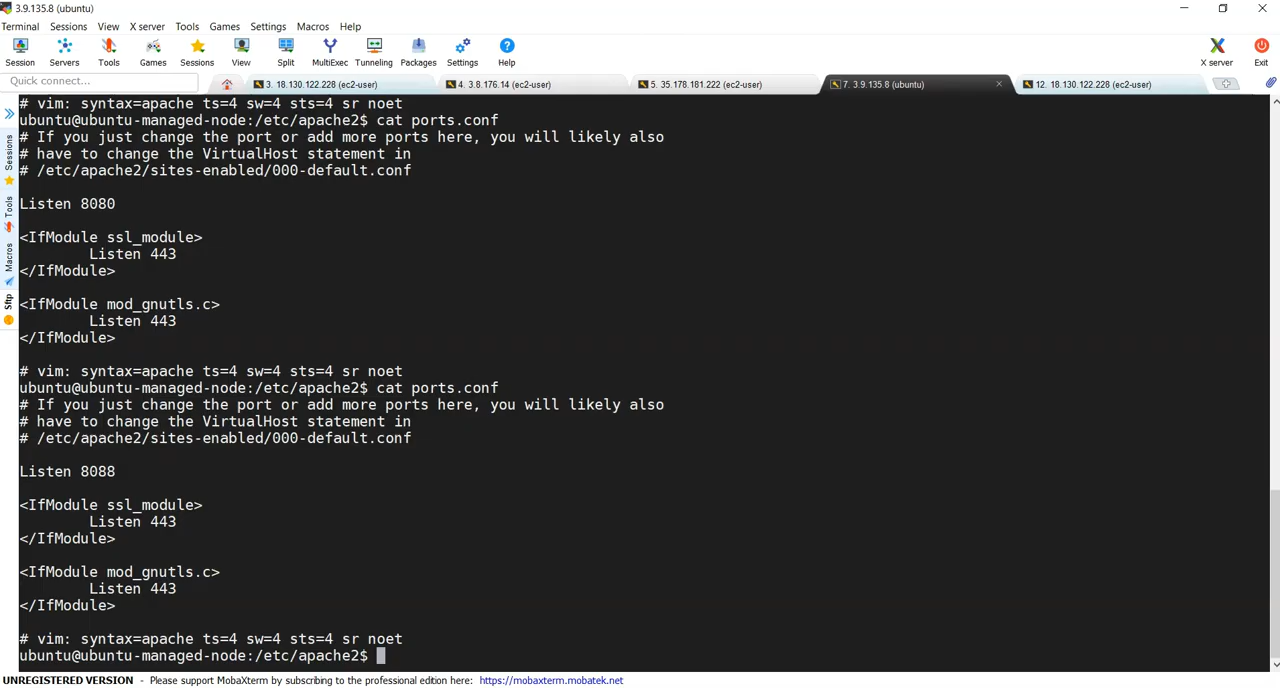 3.9.135.8 (ubuntu)
Terminal Sessions View X server Tools Games Settings Macros Help
Session Servers Tools Games Sessions View Split MultiExec Tunneling Packages Settings Help X server Exit
Quick connect... 3. 18.130.122.228 (ec2-user) 4. 3.8.176.14 (ec2-user) 5. 35.178.181.222 (ec2-user) 7. 3.9.135.8 (ubuntu) 12. 18.130.122.228 (ec2-user)
Sessions
Tools
Macros
Sftp
# vim: syntax=apache ts=4 sw=4 sts=4 sr noet
ubuntu@ubuntu-managed-node:/etc/apache2$ cat ports.conf
# If you just change the port or add more ports here, you will likely also
# have to change the VirtualHost statement in
# /etc/apache2/sites-enabled/000-default.conf
Listen 8080
<IfModule ssl_module>
Listen 443
</IfModule>
<IfModule mod_gnutls.c>
Listen 443
</IfModule>
# vim: syntax=apache ts=4 sw=4 sts=4 sr noet
ubuntu@ubuntu-managed-node:/etc/apache2$ cat ports.conf
# If you just change the port or add more ports here, you will likely also
# have to change the VirtualHost statement in
# /etc/apache2/sites-enabled/000-default.conf
Listen 8088
<IfModule ssl_module>
Listen 443
</IfModule>
<IfModule mod_gnutls.c>
Listen 443
</IfModule>
# vim: syntax=apache ts=4 sw=4 sts=4 sr noet
ubuntu@ubuntu-managed-node:/etc/apache2$
UNREGISTERED VERSION - Please support MobaXterm by subscribing to the professional edition here: https://mobaxterm.mobatek.net